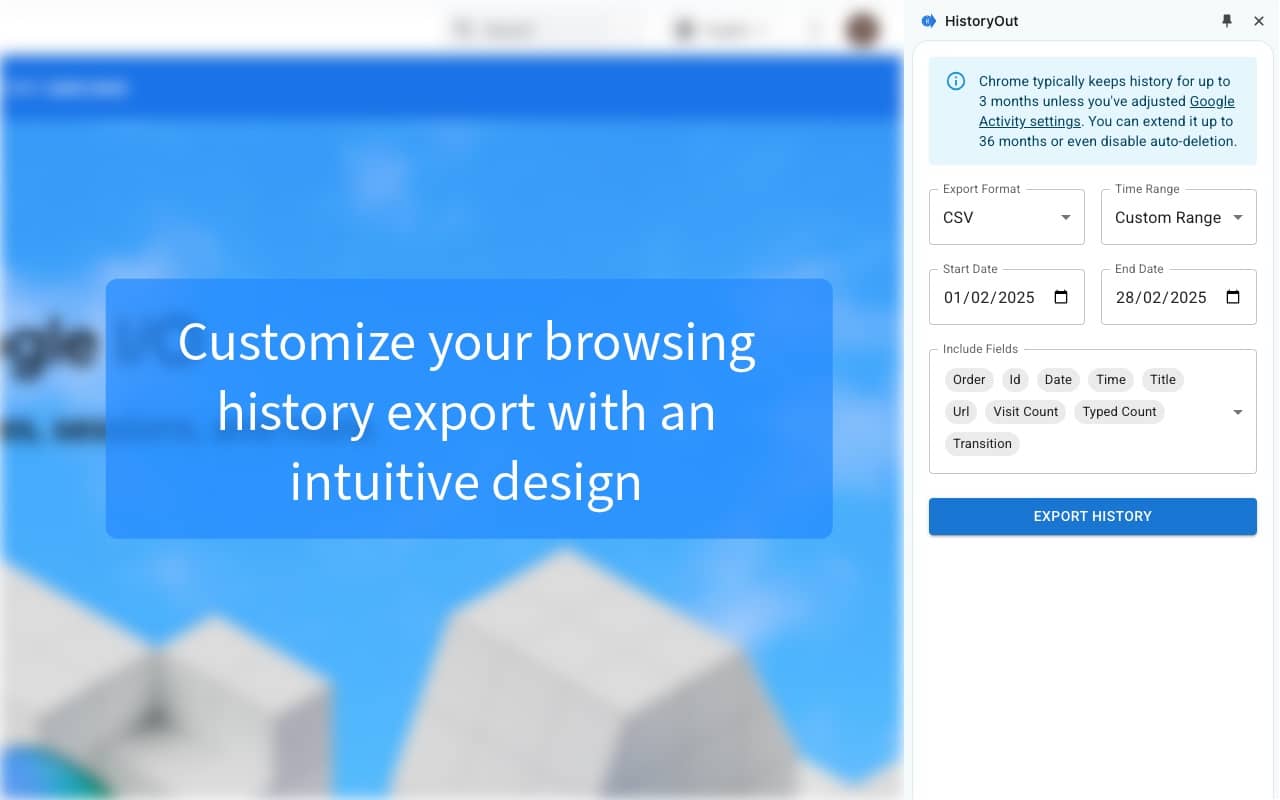 HistoryOut
Chrome typically keeps history for up to
3 months unless you've adjusted Google
Activity settings. You can extend it up to
36 months or even disable auto-deletion.
Export Format
CSV
Time Range
Custom Range
Start Date
01/02/2025
End Date
28/02/2025
Include Fields
Order Id Date Time Title
Url Visit Count Typed Count
Transition
EXPORT HISTORY
Customize your browsing
history export with an
intuitive design